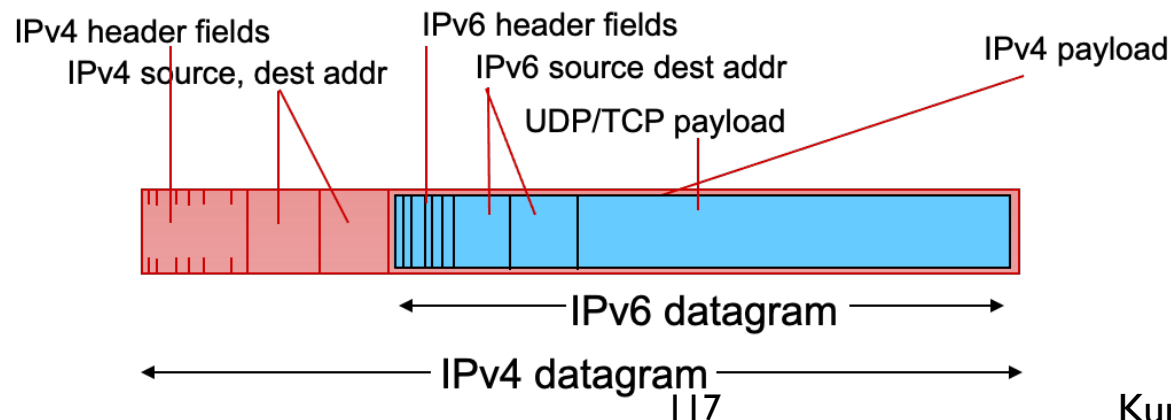 IPv4 header fields
IPv6 header fields
IPv4 payload
IPv4 source, dest addr
IPv6 source dest addr
UDP/TCP payload
IPv6 datagram
IPv4 datagram